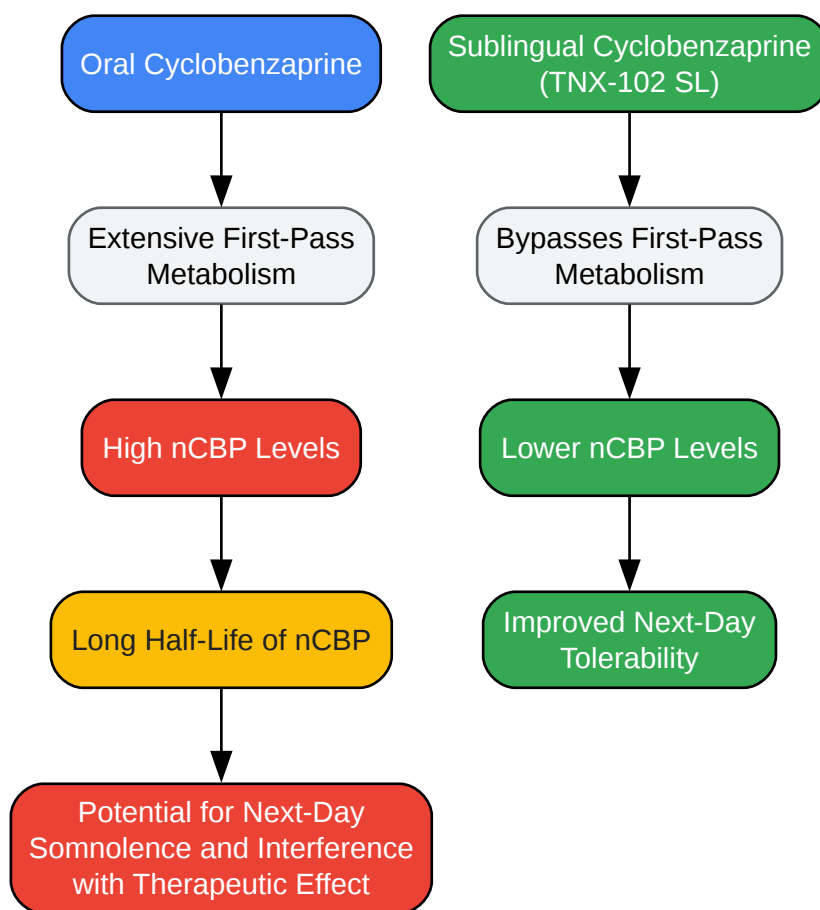 Oral Cyclobenzaprine
Extensive First-Pass
Metabolism
High nCBP Levels
Long Half-Life of nCBP
Potential for Next-Day
Somnolence and Interference
with Therapeutic Effect
Sublingual Cyclobenzaprine
(TNX-102 SL)
Bypasses First-Pass
Metabolism
Lower nCBP Levels
Improved Next-Day
Tolerability